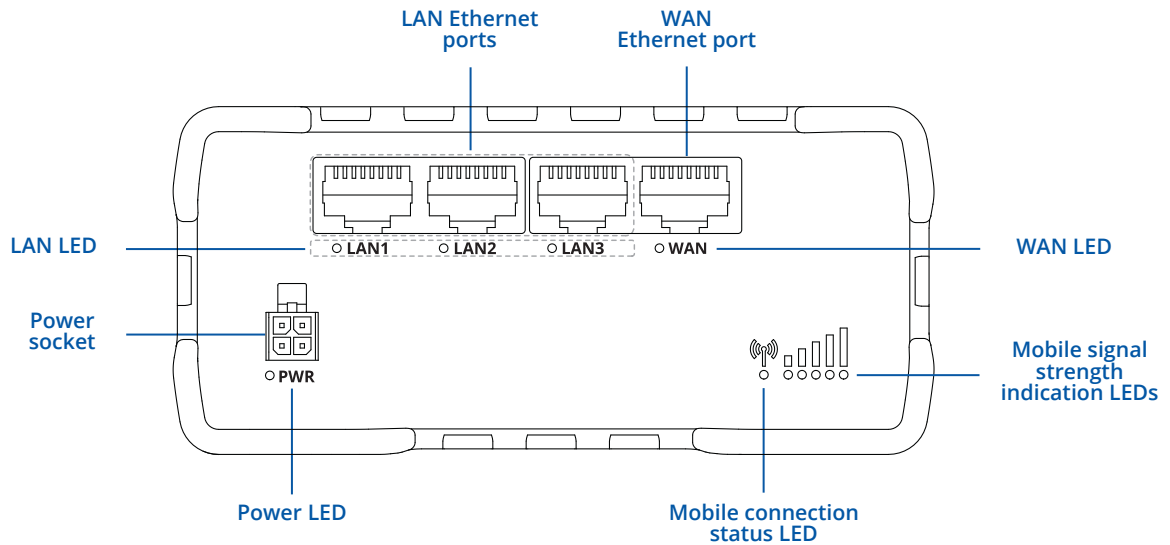 LAN Ethernet
ports
WAN
Ethernet port
LAN LED
LAN1
LAN2
LAN3
WAN
WAN LED
Power
socket
PWR
Mobile signal
strength
indication LEDs
Power LED
Mobile connection
status LED